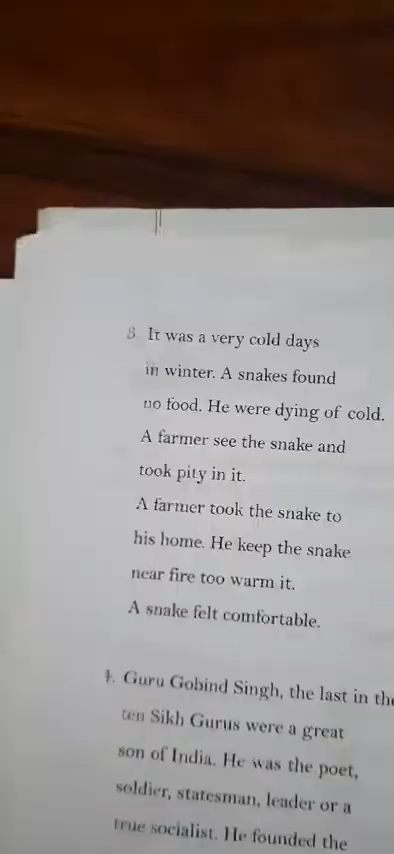 3. It was a very cold days
in winter. A snakes found
no food. He were dying of cold.
A farmer see the snake and
took pity in it.
A farmer took the snake to
his home. He keep the snake
near fire too warm it.
A snake felt comfortable.
4. Guru Gobind Singh, the last in the
ten Sikh Gurus were a great
son of India. He was the poet,
soldier, statesman, leader or a
true socialist. He founded the